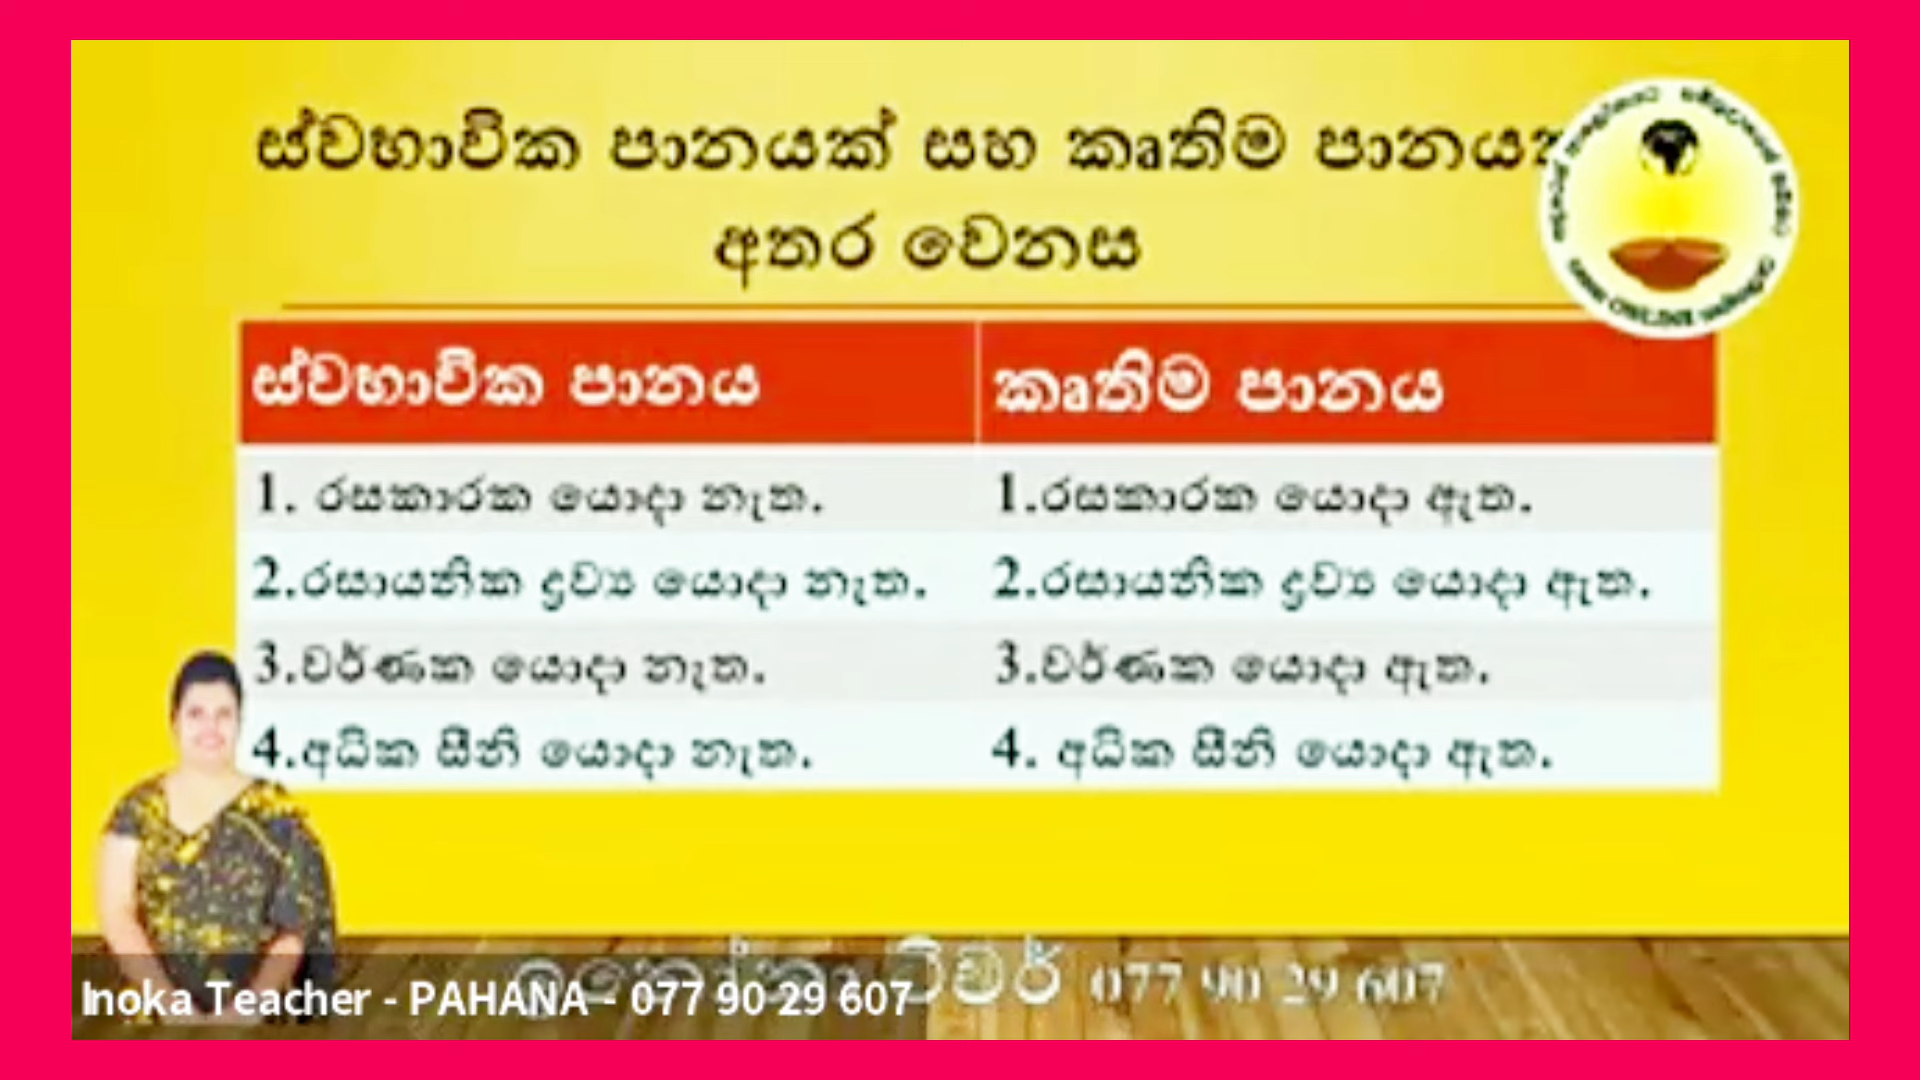 ස්වභාවික පානයක් සහ කෘතිම
අතර වෙනස
ස්වභාවික පානය
කෘතිම පානය
1. රසකාරක යොදා නැත.
1.රසකාරක යොදා ඇත.
2.රසායනික ද්‍රව්‍ය යොදා නැත.
2.රසායනික ද්‍රව්‍ය යොදා ඇත.
3.වර්ණක යොදා නැත.
3.වර්ණක යොදා ඇත.
4.අධික සීනි යොදා නැත.
4. අධික සීනි යොදා ඇත.
ටීචර් 077 90 29 607
Inoka Teacher - PAHANA - 077 90 29 607